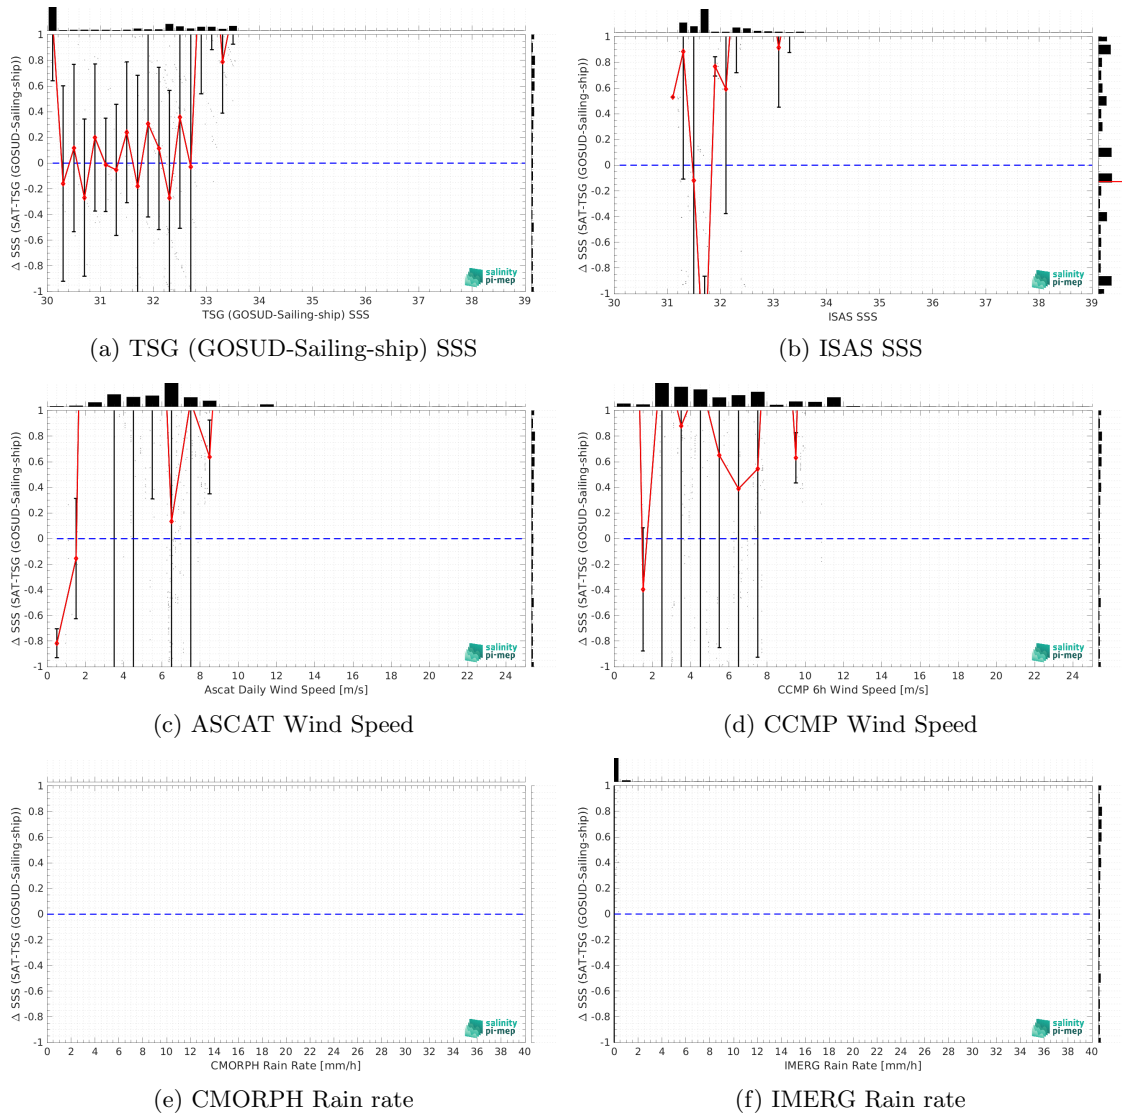 Δ SSS (SAT-TSG (GOSUD-Sailing-ship))
1
0.8
0.6
0.4
0.2
0
-0.2
-0.4
-0.6
-0.8
-1
salinity
pi-mep
30 31 32 33 34 35 36 37 38 39
TSG (GOSUD-Sailing-ship) SSS
(a) TSG (GOSUD-Sailing-ship) SSS
Δ SSS (SAT-TSG (GOSUD-Sailing-ship))
1
0.8
0.6
0.4
0.2
0
-0.2
-0.4
-0.6
-0.8
-1
salinity
pi-mep
30 31 32 33 34 35 36 37 38 39
ISAS SSS
(b) ISAS SSS
Δ SSS (SAT-TSG (GOSUD-Sailing-ship))
1
0.8
0.6
0.4
0.2
0
-0.2
-0.4
-0.6
-0.8
-1
salinity
pi-mep
0 2 4 6 8 10 12 14 16 18 20 22 24
Ascat Daily Wind Speed [m/s]
(c) ASCAT Wind Speed
Δ SSS (SAT-TSG (GOSUD-Sailing-ship))
1
0.8
0.6
0.4
0.2
0
-0.2
-0.4
-0.6
-0.8
-1
salinity
pi-mep
0 2 4 6 8 10 12 14 16 18 20 22 24
CCMP 6h Wind Speed [m/s]
(d) CCMP Wind Speed
Δ SSS (SAT-TSG (GOSUD-Sailing-ship))
1
0.8
0.6
0.4
0.2
0
-0.2
-0.4
-0.6
-0.8
-1
salinity
pi-mep
0 2 4 6 8 10 12 14 16 18 20 22 24 26 28 30 32 34 36 38 40
CMORPH Rain Rate [mm/h]
(e) CMORPH Rain rate
Δ SSS (SAT-TSG (GOSUD-Sailing-ship))
1
0.8
0.6
0.4
0.2
0
-0.2
-0.4
-0.6
-0.8
-1
salinity
pi-mep
0 2 4 6 8 10 12 14 16 18 20 22 24 26 28 30 32 34 36 38 40
IMERG Rain Rate [mm/h]
(f) IMERG Rain rate